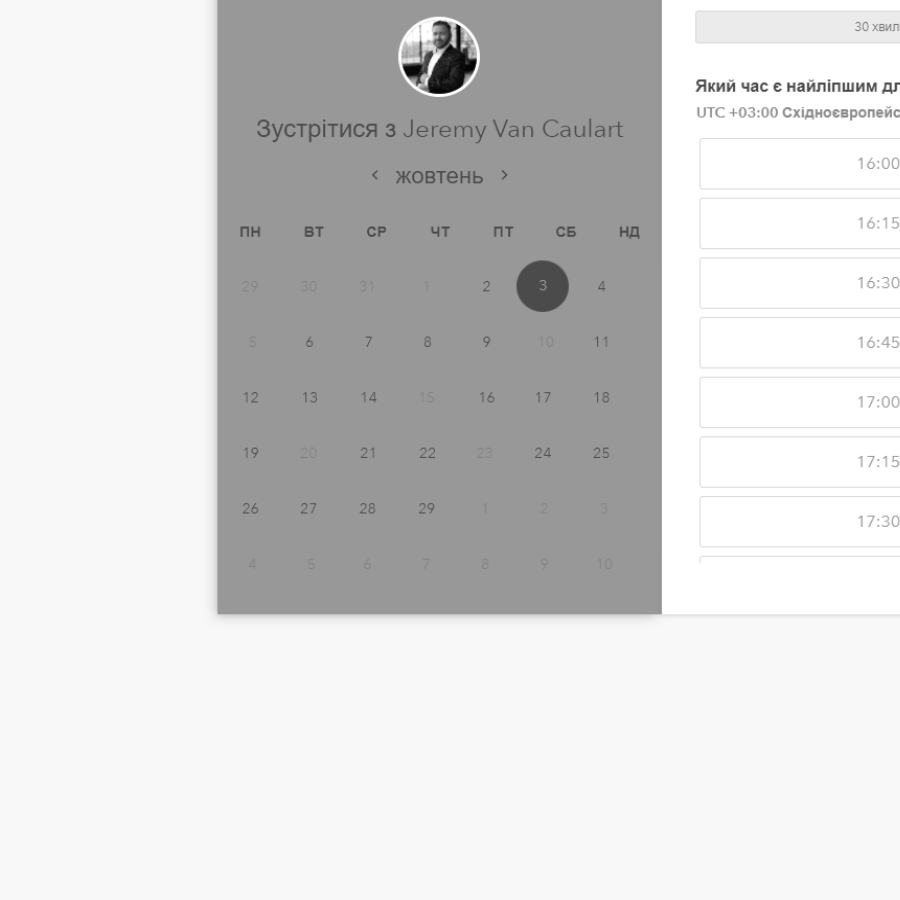 Зустрітися з Jeremy Van Caulart
жовтень
ПН ВТ СР ЧТ ПТ СБ НД
29 30 31 1 2 3 4
5 6 7 8 9 10 11
12 13 14 15 16 17 18
19 20 21 22 23 24 25
26 27 28 29 1 2 3
4 5 6 7 8 9 10
30 хвил
Який час є найліпшим дл
UTC +03:00 Східноєвропейс
16:00
16:15
16:30
16:45
17:00
17:15
17:30